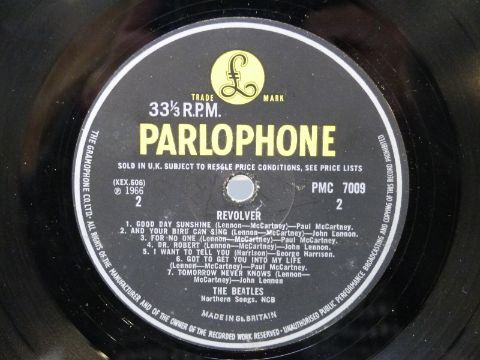 £
TRADE MARK
33⅓ R.P.M.
PARLOPHONE
SOLD IN U.K. SUBJECT TO RESALE PRICE CONDITIONS, SEE PRICE LISTS
(XEX.606)
℗ 1966
2
PMC 7009
2
REVOLVER
1. GOOD DAY SUNSHINE (Lennon—McCartney)—Paul McCartney.
2. AND YOUR BIRD CAN SING (Lennon—McCartney)—John Lennon.
3. FOR NO ONE (Lennon—McCartney)—Paul McCartney.
4. DR. ROBERT (Lennon—McCartney)—John Lennon.
5. I WANT TO TELL YOU (Harrison)—George Harrison.
6. GOT TO GET YOU INTO MY LIFE
(Lennon—McCartney)—Paul McCartney.
7. TOMORROW NEVER KNOWS (Lennon—
McCartney)—John Lennon
THE BEATLES
Northern Songs. NCB
MADE IN GT. BRITAIN
THE GRAMOPHONE CO. LTD. ALL RIGHTS OF THE MANUFACTURER AND OF THE OWNER OF THE RECORDED WORK RESERVED—UNAUTHORISED PUBLIC PERFORMANCE BROADCASTING AND COPYING OF THIS RECORD PROHIBITED